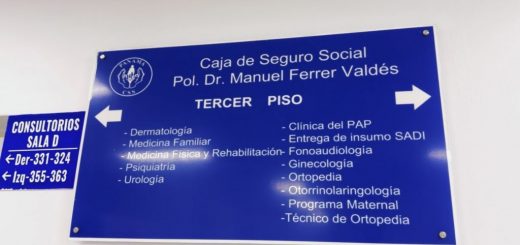 Caja de Seguro Social
Pol. Dr. Manuel Ferrer Valdés
PANAMA
CSS
TERCER PISO
- Dermatología
- Medicina Familiar
- Medicina Física y Rehabilitación
- Psiquiatría
- Urología
- Clínica del PAP
- Entrega de insumo SADI
- Fonoaudiología
- Ginecología
- Ortopedia
- Otorrinolaringología
- Programa Maternal
-Técnico de Ortopedia
CONSULTORIOS
SALA D
←Der-331-324
←Izq-355-363